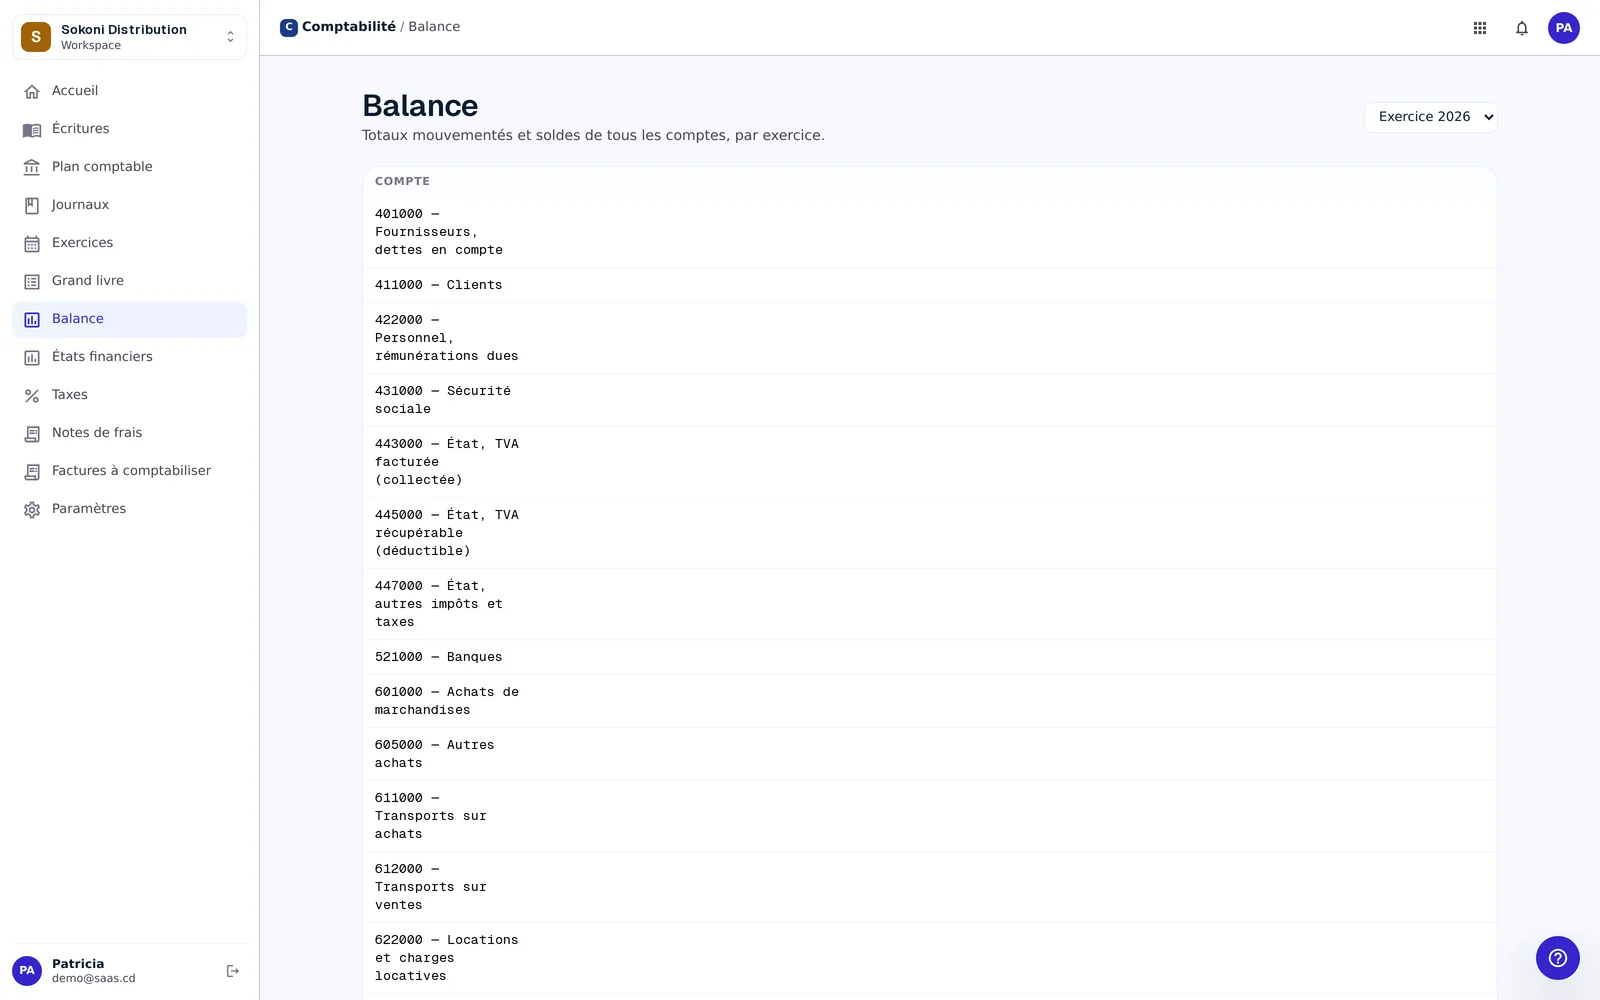 S
Sokoni Distribution
Workspace
Accueil
Écritures
Plan comptable
Journaux
Exercices
Grand livre
Balance
États financiers
Taxes
Notes de frais
Factures à comptabiliser
Paramètres
PA
Patricia
demo@saas.cd
C Comptabilité / Balance
PA
Balance
Totaux mouvementés et soldes de tous les comptes, par exercice.
Exercice 2026
COMPTE
401000 —
Fournisseurs,
dettes en compte
411000 — Clients
422000 —
Personnel,
rémunérations dues
431000 — Sécurité
sociale
443000 — État, TVA
facturée
(collectée)
445000 — État, TVA
récupérable
(déductible)
447000 — État,
autres impôts et
taxes
521000 — Banques
601000 — Achats de
marchandises
605000 — Autres
achats
611000 —
Transports sur
achats
612000 —
Transports sur
ventes
622000 — Locations
et charges
locatives